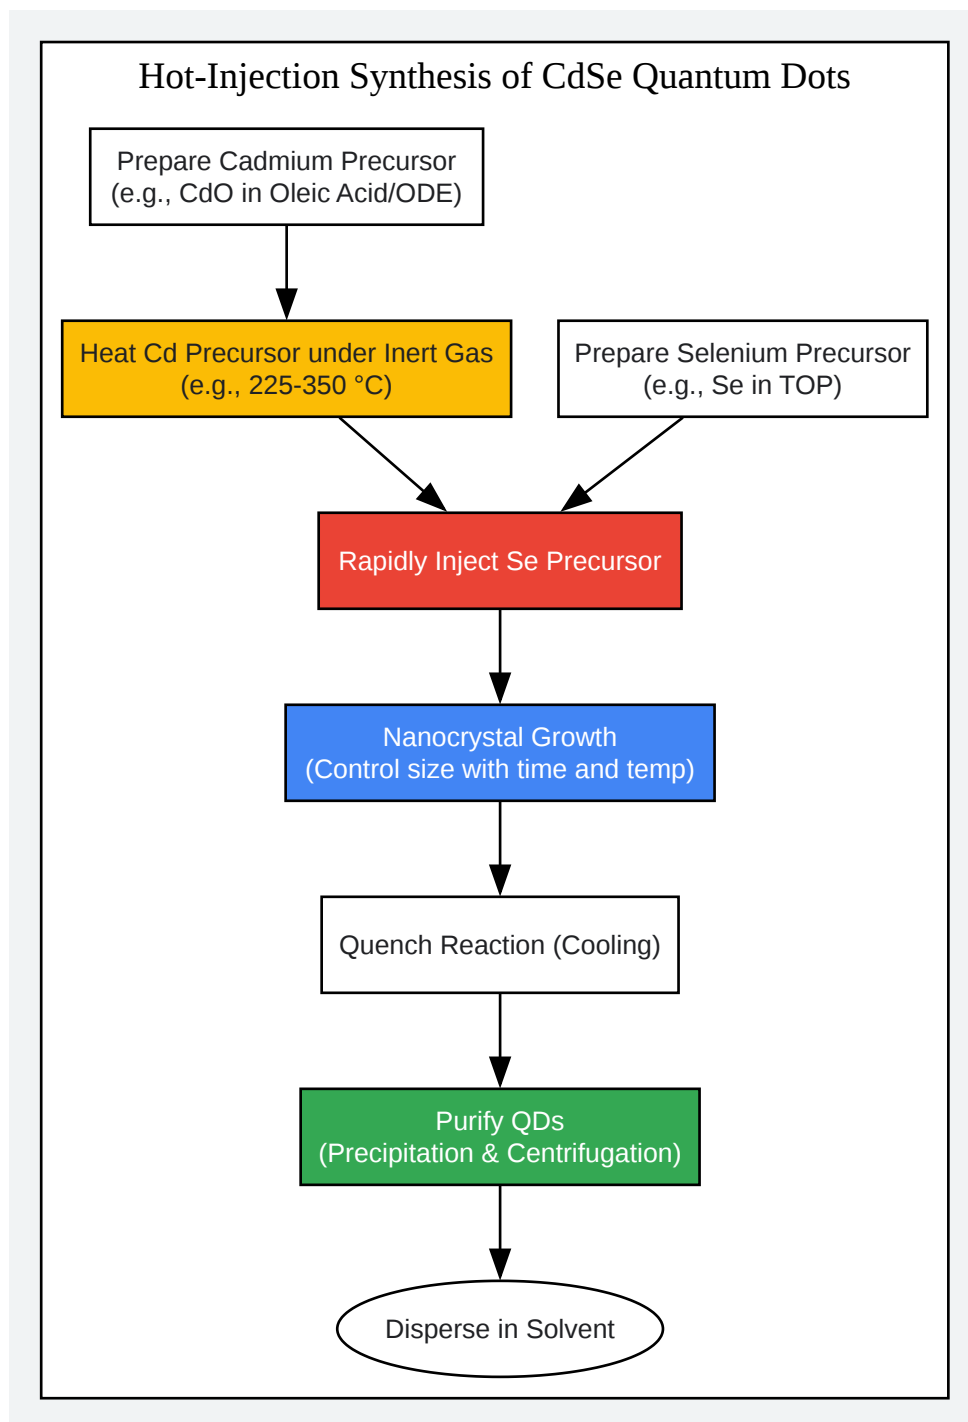 Hot-Injection Synthesis of CdSe Quantum Dots
Prepare Cadmium Precursor
(e.g., CdO in Oleic Acid/ODE)
Heat Cd Precursor under Inert Gas
(e.g., 225-350 °C)
Prepare Selenium Precursor
(e.g., Se in TOP)
Rapidly Inject Se Precursor
Nanocrystal Growth
(Control size with time and temp)
Quench Reaction (Cooling)
Purify QDs
(Precipitation & Centrifugation)
Disperse in Solvent